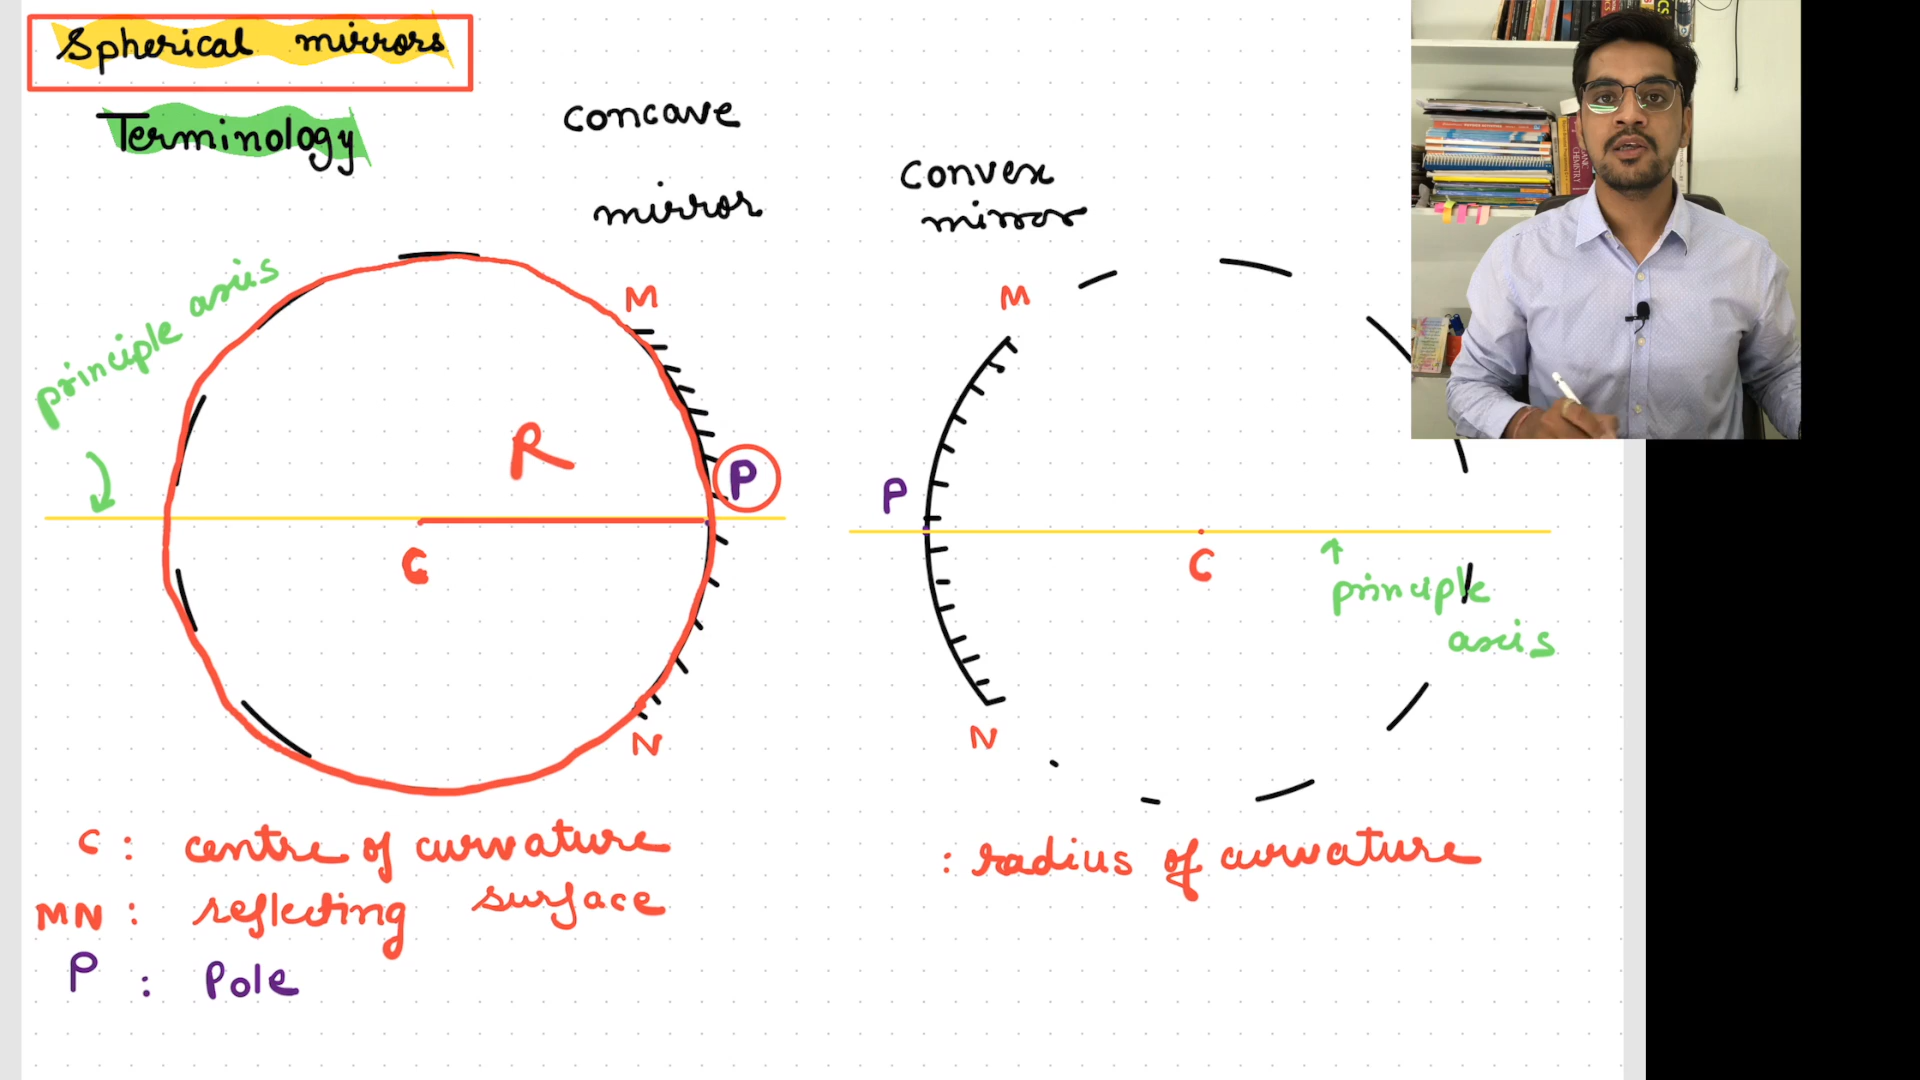 Spherical mirrors
Terminology
concave
mirror
convex
mirror
principle axis
M
R
P
C
N
M
P
C
principle
axis
N
C : centre of curvature
MN : reflecting surface
P : Pole
: radius of curvature
CHEMISTRY